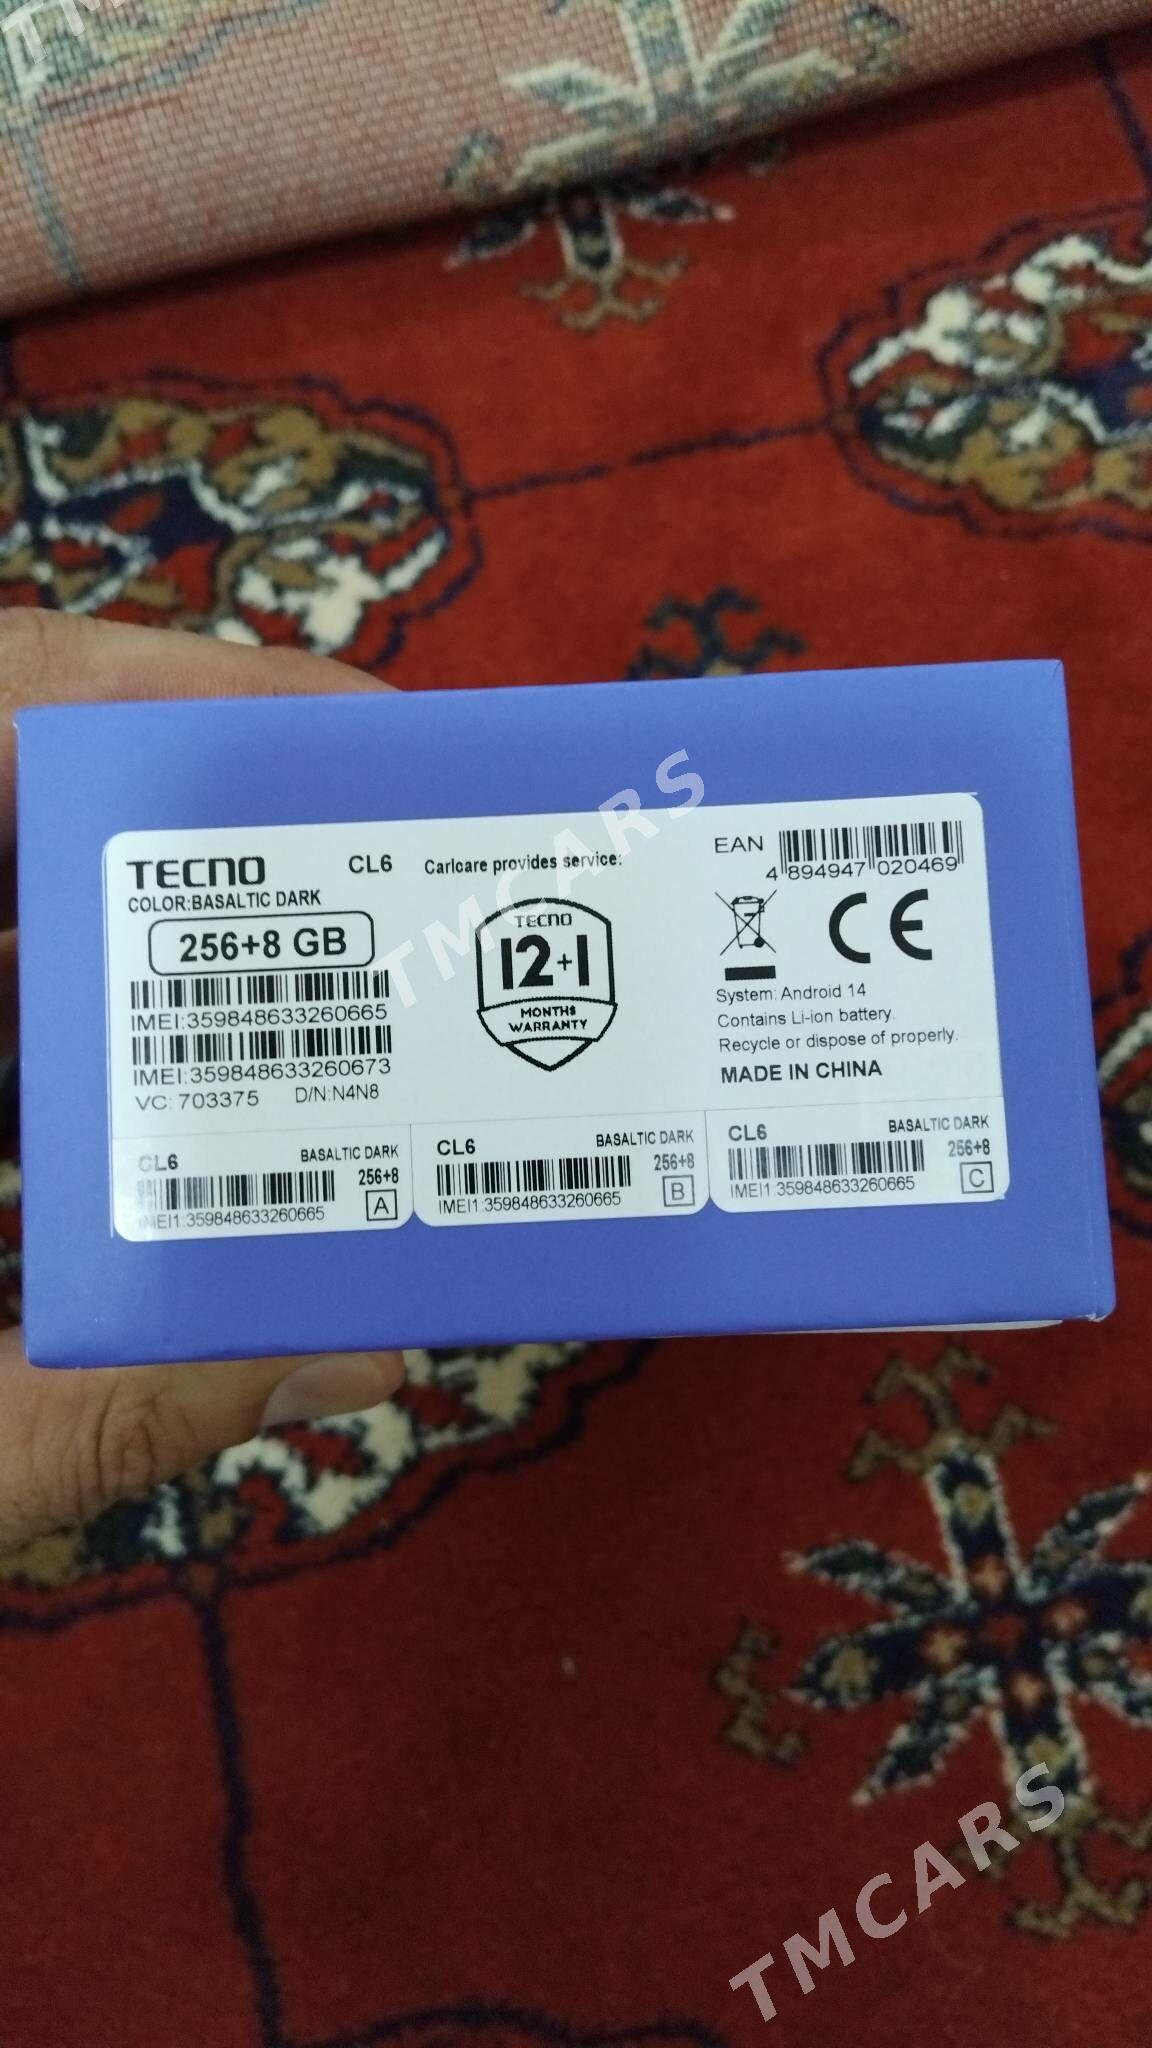 TECNO CL6
COLOR:BASALTIC DARK
256+8 GB
IMEI:359848633260665
IMEI:359848633260673
VC: 703375 D/N:N4N8
Carlcare provides service:
TECNO
12+1
MONTHS
WARRANTY
EAN
4 894947 020469
CE
System: Android 14
Contains Li-ion battery.
Recycle or dispose of properly.
MADE IN CHINA
CL6 BASALTIC DARK
256+8
IMEI1:359848633260665 A
CL6 BASALTIC DARK
256+8
IMEI1:359848633260665 B
CL6 BASALTIC DARK
256+8
IMEI1:359848633260665 C
TMCARS
TMCARS